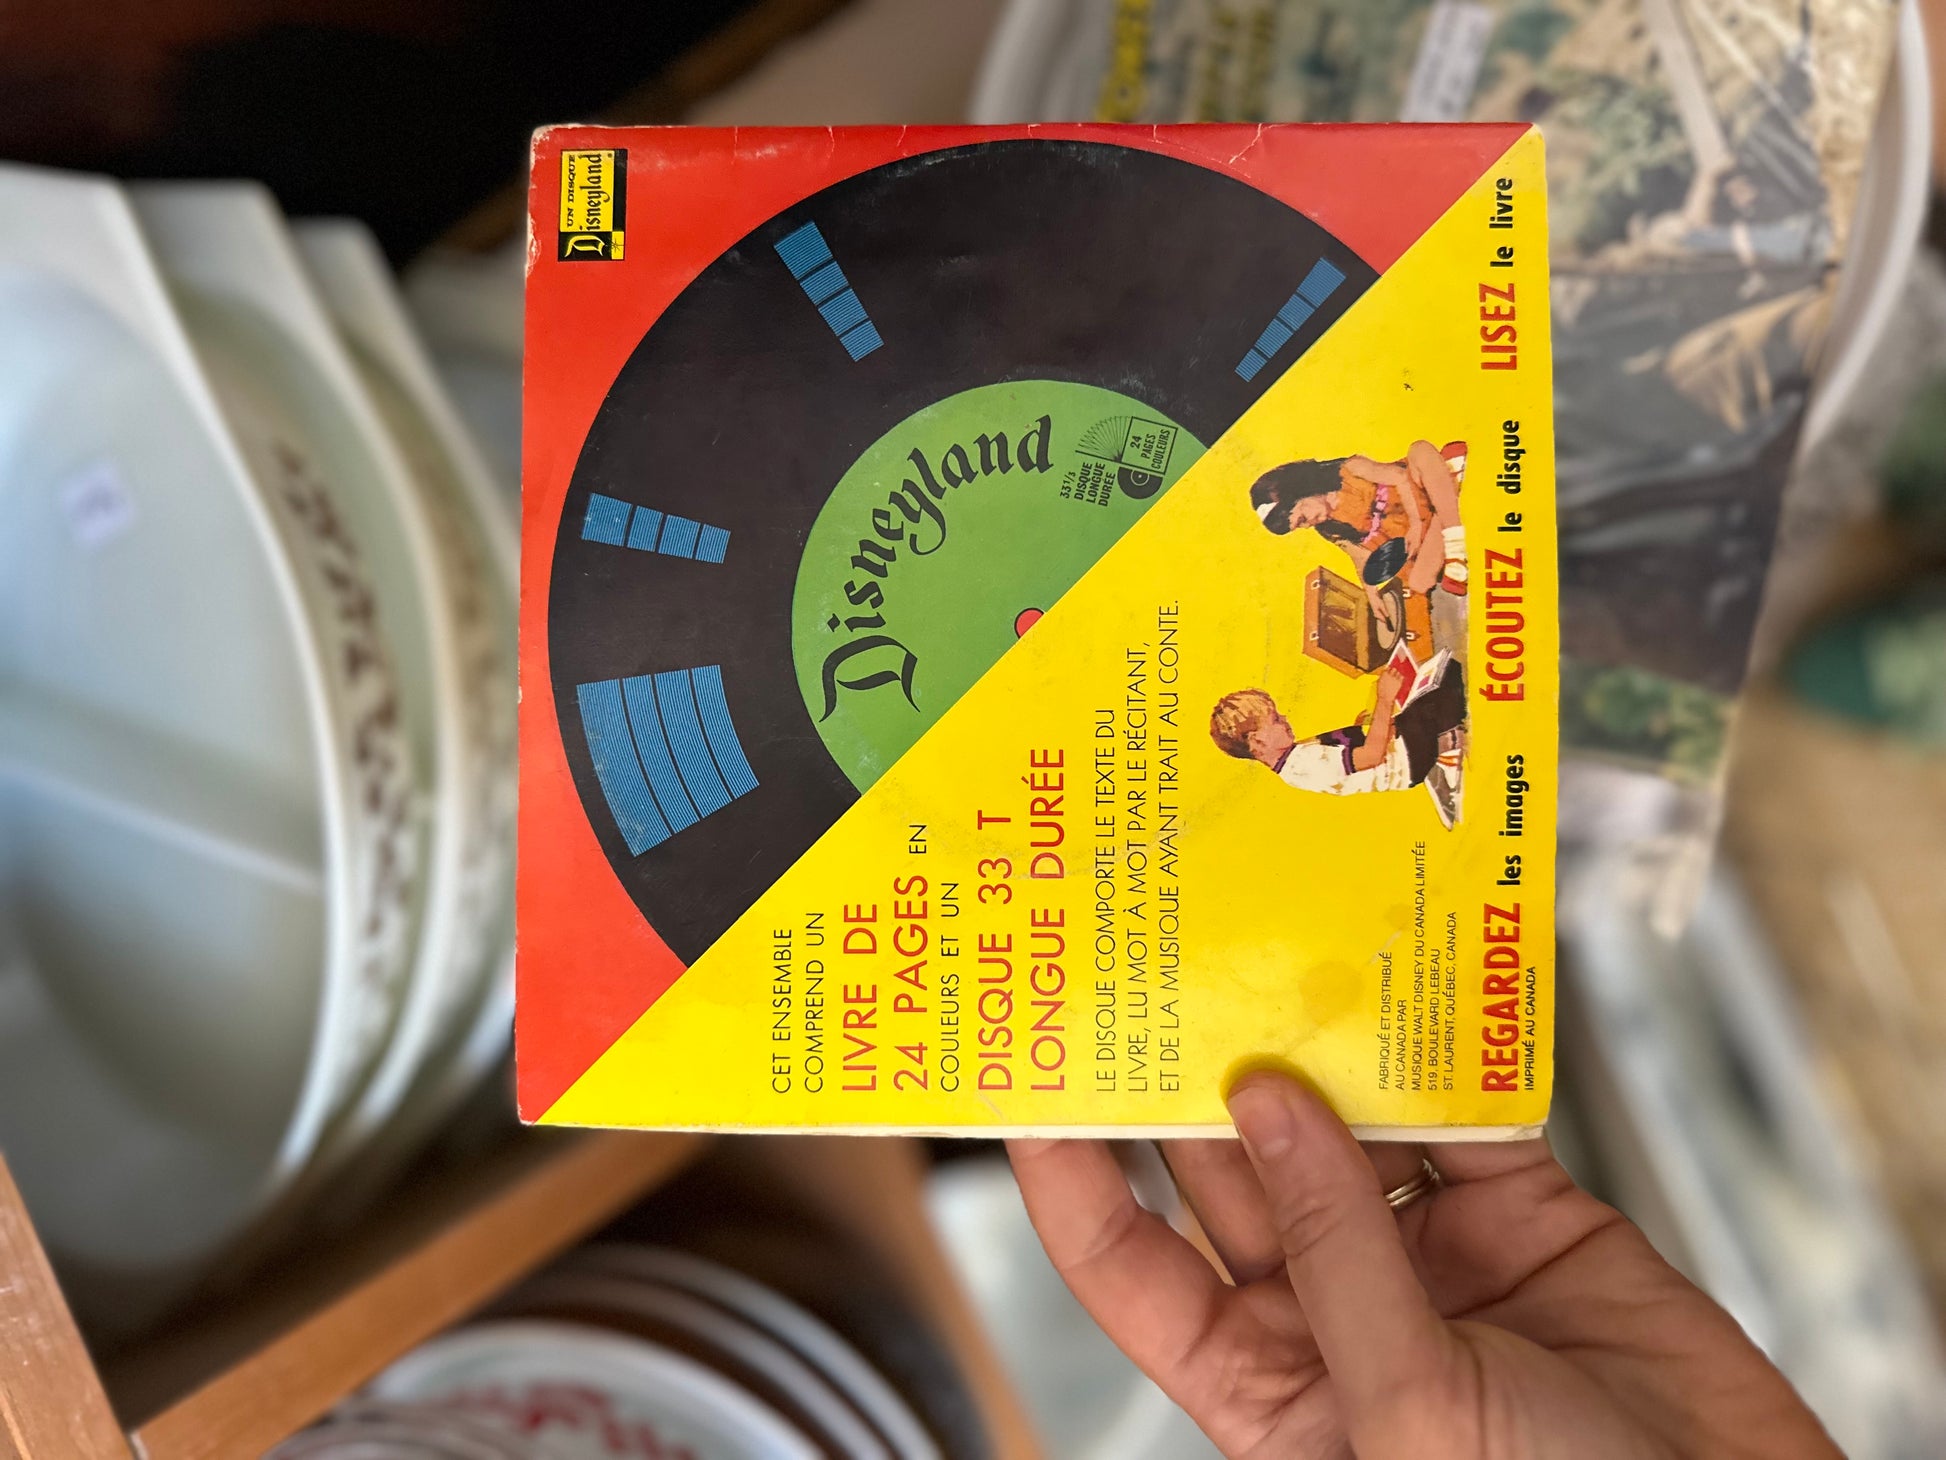 UN DISQUE
Disneyland
Disneyland
33 1/3
DISQUE
LONGUE
DURÉE
24
PAGES
COULEURS
CET ENSEMBLE
COMPREND UN
LIVRE DE
24 PAGES EN
COULEURS ET UN
DISQUE 33 T
LONGUE DURÉE
LE DISQUE COMPORTE LE TEXTE DU
LIVRE, LU MOT À MOT PAR LE RÉCITANT,
ET DE LA MUSIQUE AYANT TRAIT AU CONTE.
FABRIQUÉ ET DISTRIBUÉ
AU CANADA PAR
MUSIQUE WALT DISNEY DU CANADA LIMITÉE
519, BOULEVARD LEBEAU
ST. LAURENT, QUÉBEC, CANADA
REGARDEZ les images ÉCOUTEZ le disque LISEZ le livre
IMPRIMÉ AU CANADA